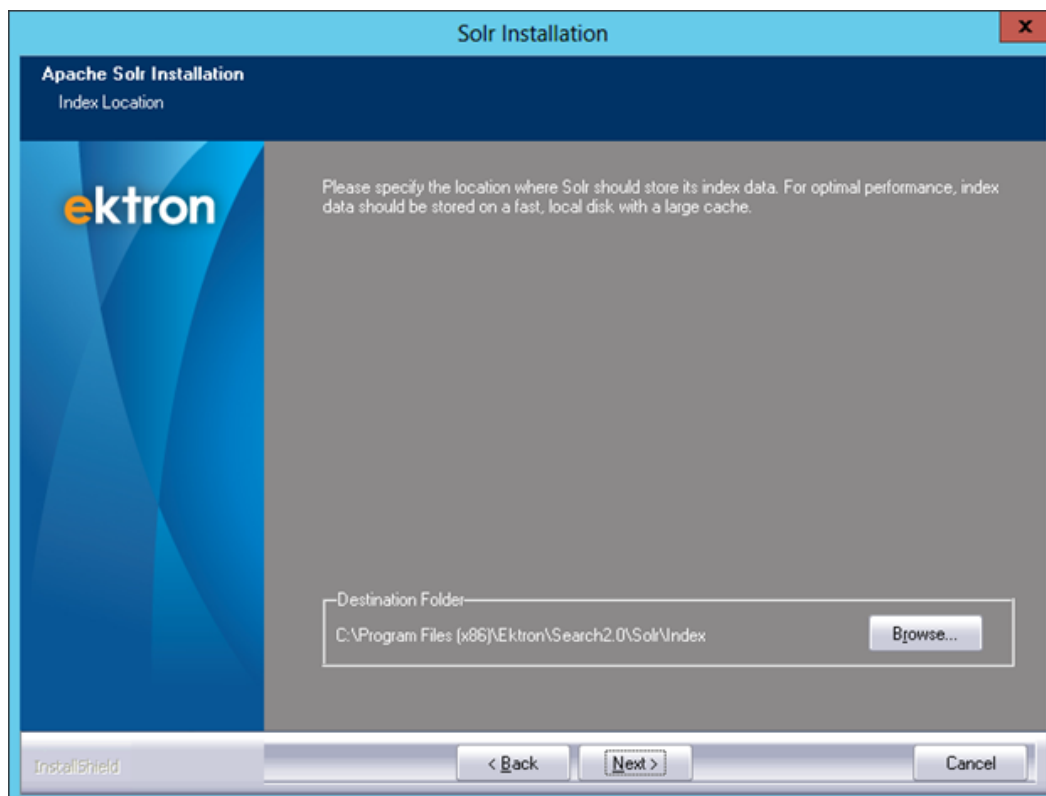 Solr Installation
x
Apache Solr Installation
Index Location
ektron
Please specify the location where Solr should store its index data. For optimal performance, index
data should be stored on a fast, local disk with a large cache.
Destination Folder
C:\Program Files (x86)\Ektron\Search2.0\Solr\Index
Browse...
InstallShield
< Back
Next >
Cancel